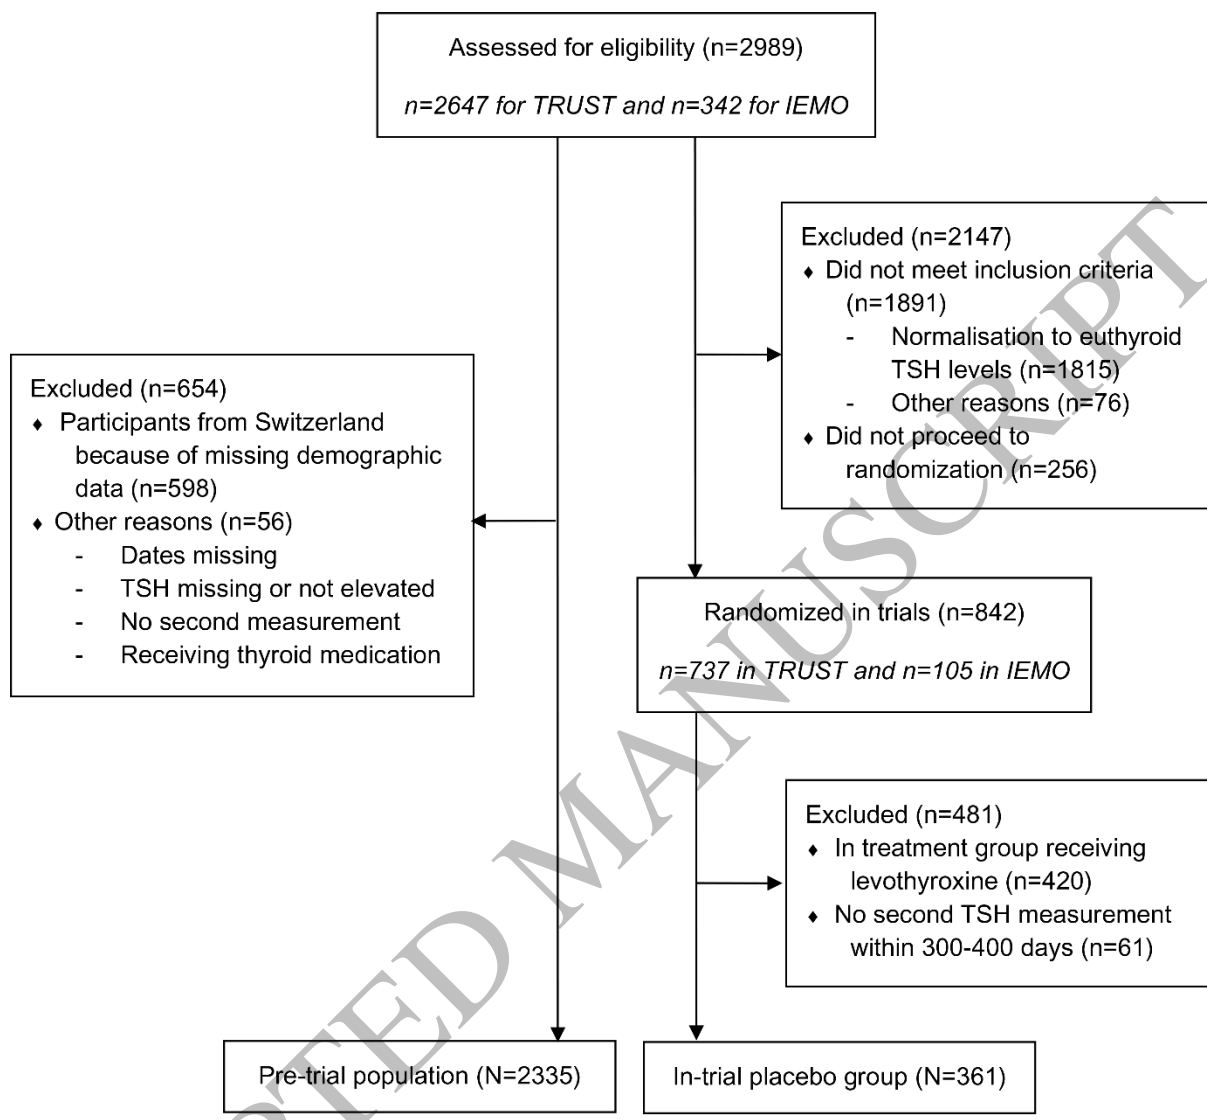 Assessed for eligibility (n=2989)
n=2647 for TRUST and n=342 for IEMO
Excluded (n=2147)
♦ Did not meet inclusion criteria
(n=1891)
- Normalisation to euthyroid
TSH levels (n=1815)
- Other reasons (n=76)
♦ Did not proceed to
randomization (n=256)
Excluded (n=654)
♦ Participants from Switzerland
because of missing demographic
data (n=598)
♦ Other reasons (n=56)
- Dates missing
- TSH missing or not elevated
- No second measurement
- Receiving thyroid medication
Randomized in trials (n=842)
n=737 in TRUST and n=105 in IEMO
Excluded (n=481)
♦ In treatment group receiving
levothyroxine (n=420)
♦ No second TSH measurement
within 300-400 days (n=61)
Pre-trial population (N=2335)
In-trial placebo group (N=361)
PTED MANUSCRIPT